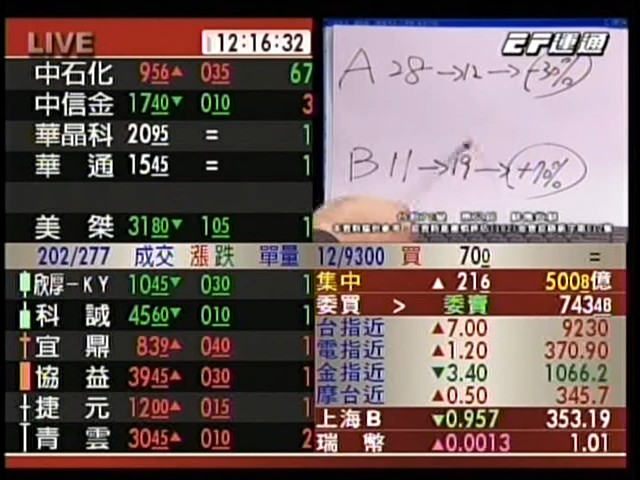 LIVE 12:16:32
EF運通
中石化 956▲ 035 67
中信金 1740▼ 010 3
華晶科 2095 = 1
華通 1545 = 1
美傑 3180▼ 105 1
A 28→12→(-30%)
B 11→19→(+70%)
202/277 成交 漲跌 單量
欣厚-KY 1045▼ 030 1
科誠 4560▼ 010 1
宜鼎 839▲ 040 1
協益 3945▲ 030 1
捷元 1200▲ 015 1
青雲 3045▲ 010 2
12/9300 買 700 =
集中 ▲ 216 5008億
委買 > 委賣 74348
台指近 ▲7.00 9230
電指近 ▲1.20 370.90
金指近 ▼3.40 1066.2
摩台近 ▲0.50 345.7
上海B ▼0.957 353.19
瑞幣 ▲0.0013 1.01